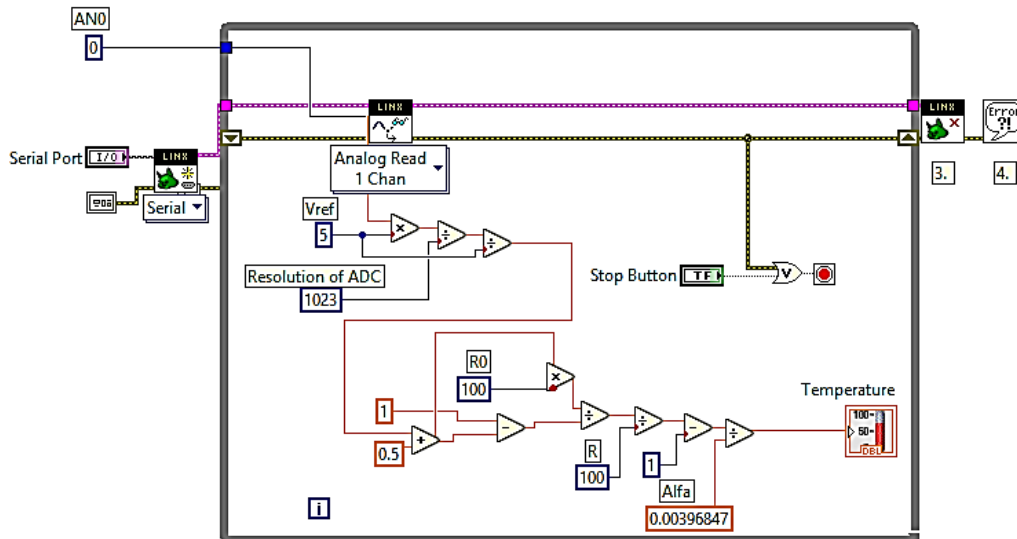 AN0
0
LINX
LINX
Error
?!
Serial Port
I/O
LINX
Analog Read
1 Chan
3.
4.
Serial
Vref
5
×
÷
÷
Resolution of ADC
1023
Stop Button
TF
V
R0
100
×
Temperature
1
100
50
DBL
+
−
÷
÷
−
÷
0.5
R
100
1
Alfa
0.00396847
i